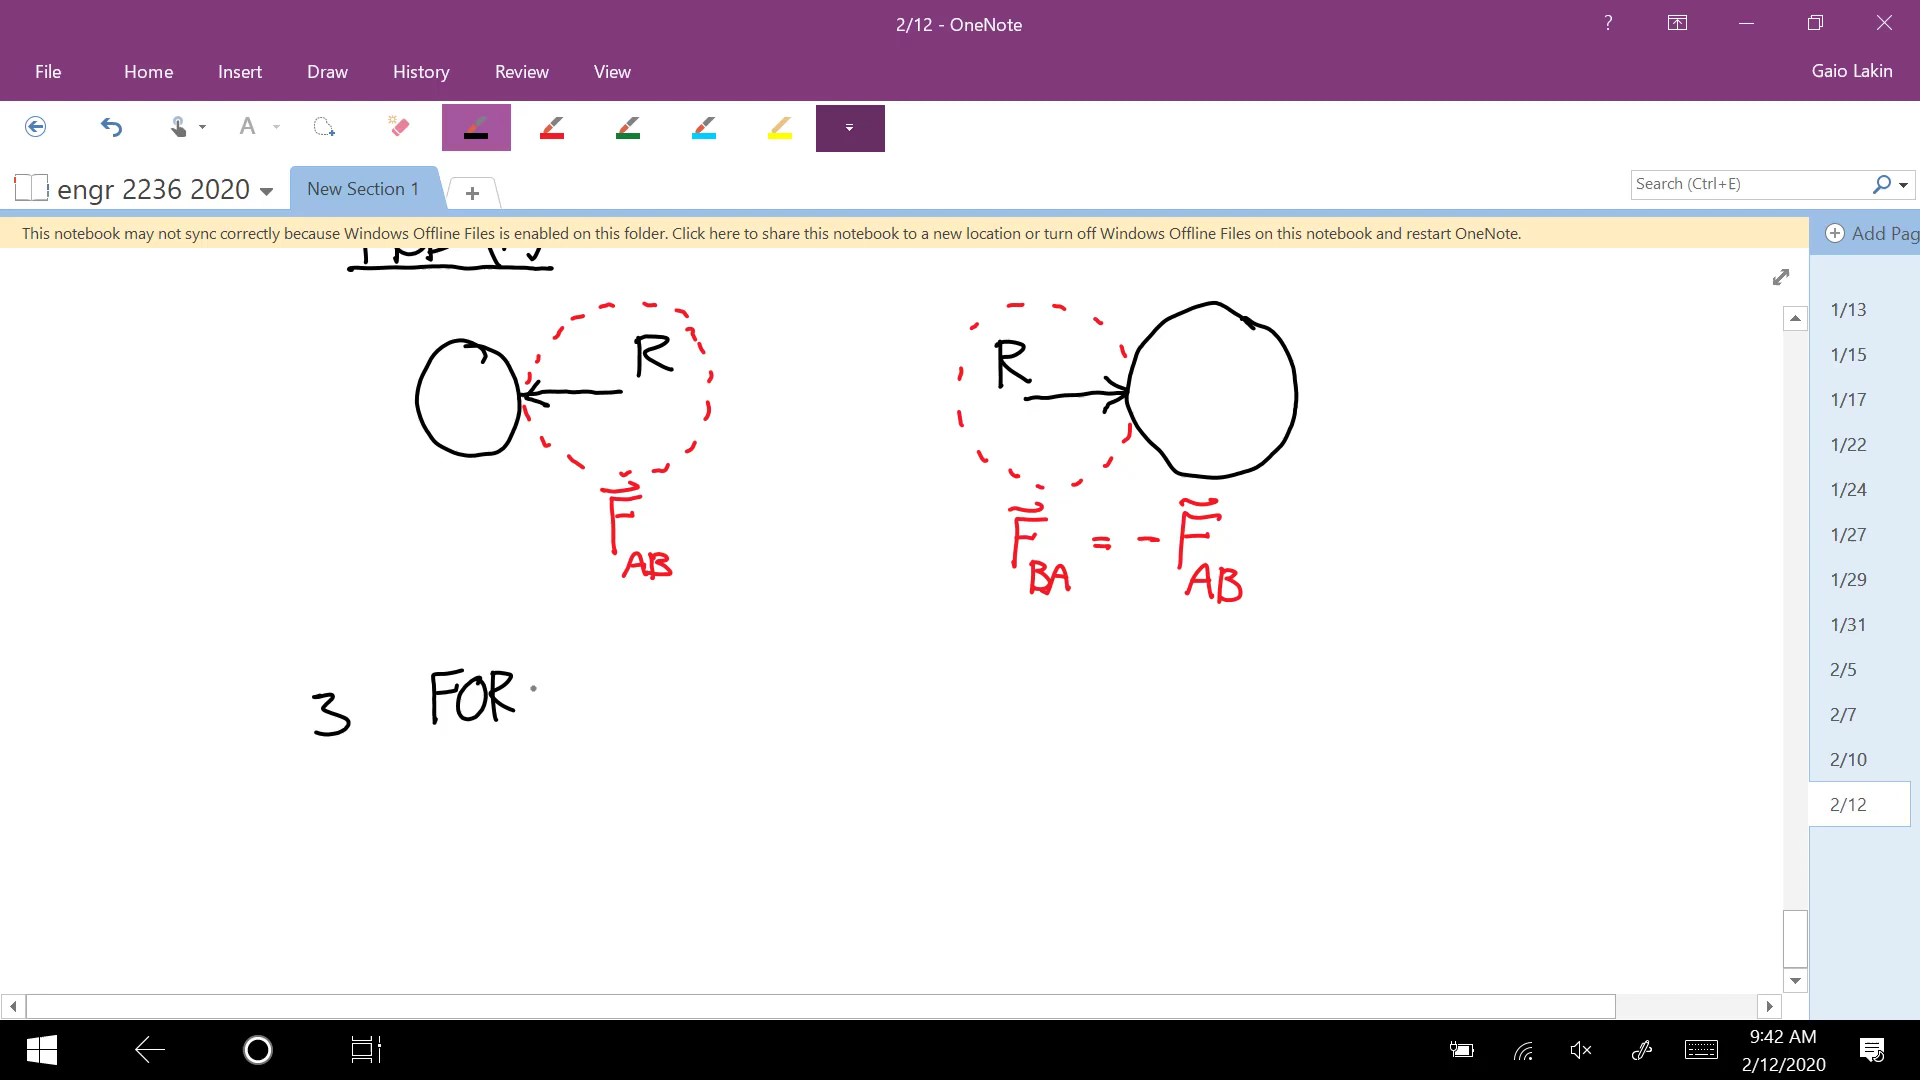 2/12 - OneNote
?
File Home Insert Draw History Review View
Gaio Lakin
A
engr 2236 2020
New Section 1
+
Search (Ctrl+E)
This notebook may not sync correctly because Windows Offline Files is enabled on this folder. Click here to share this notebook to a new location or turn off Windows Offline Files on this notebook and restart OneNote.
Add Pag
R
R
F AB
F BA = - F AB
3 FOR
1/13
1/15
1/17
1/22
1/24
1/27
1/29
1/31
2/5
2/7
2/10
2/12
9:42 AM
2/12/2020